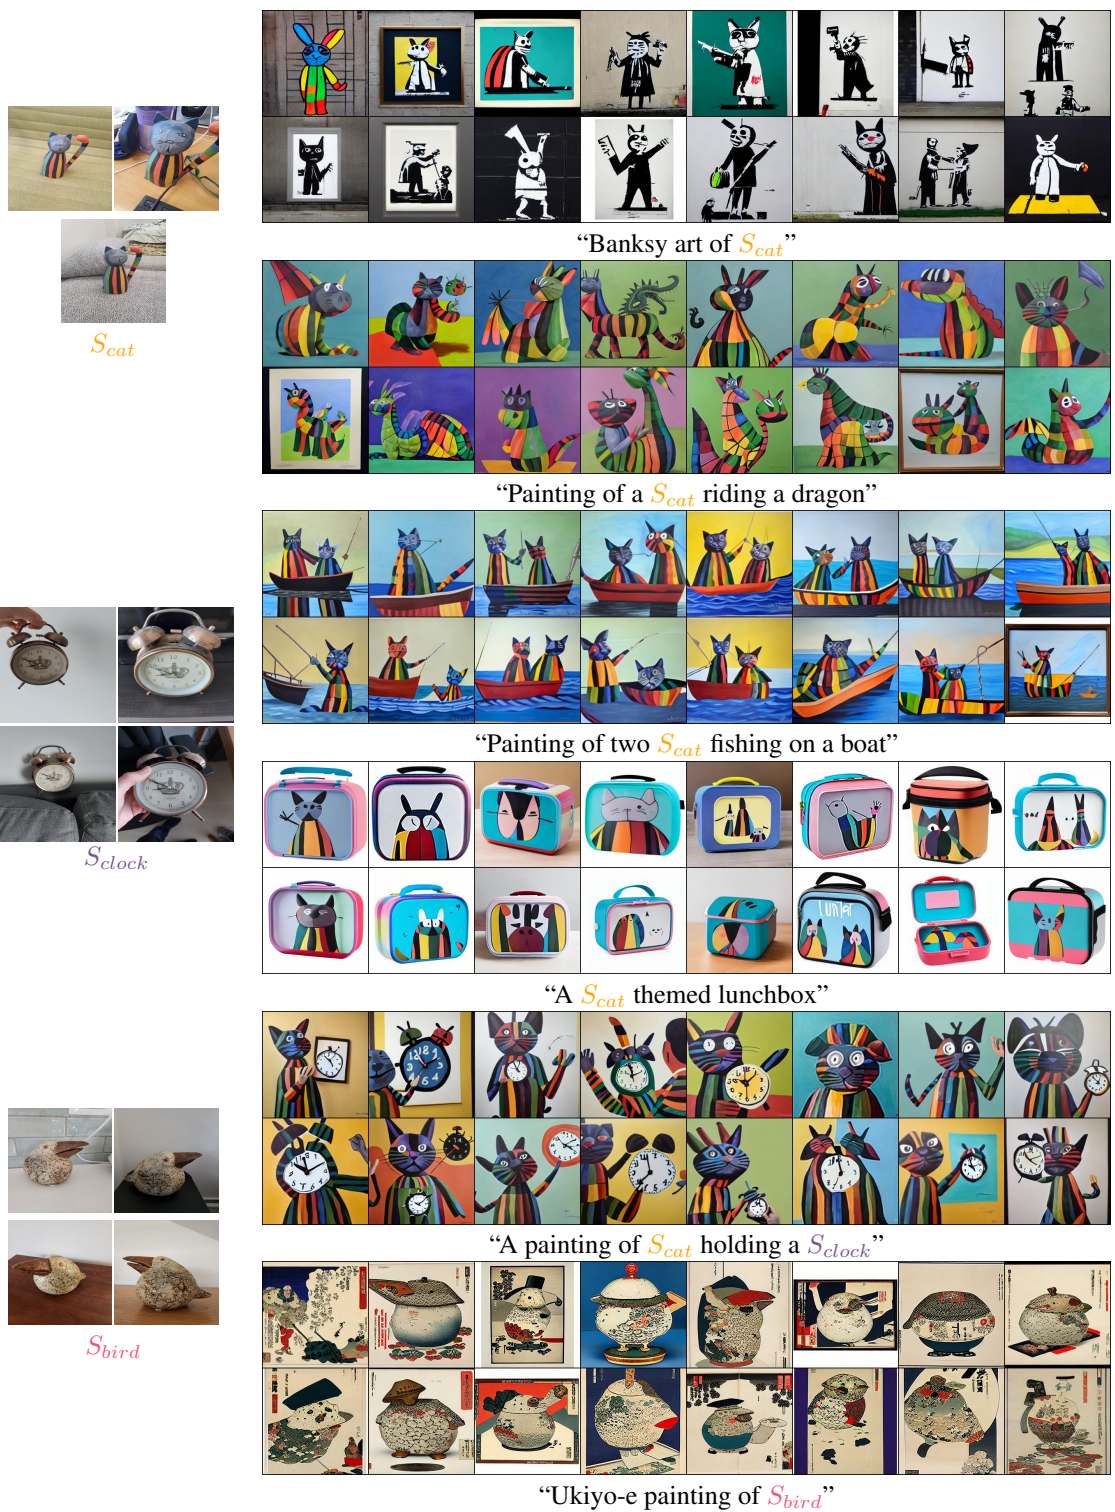 “Banksy art of S_cat”
S_cat
“Painting of a S_cat riding a dragon”
“Painting of two S_cat fishing on a boat”
S_clock
“A S_cat themed lunchbox”
“A painting of S_cat holding a S_clock”
S_bird
“Ukiyo-e painting of S_bird”